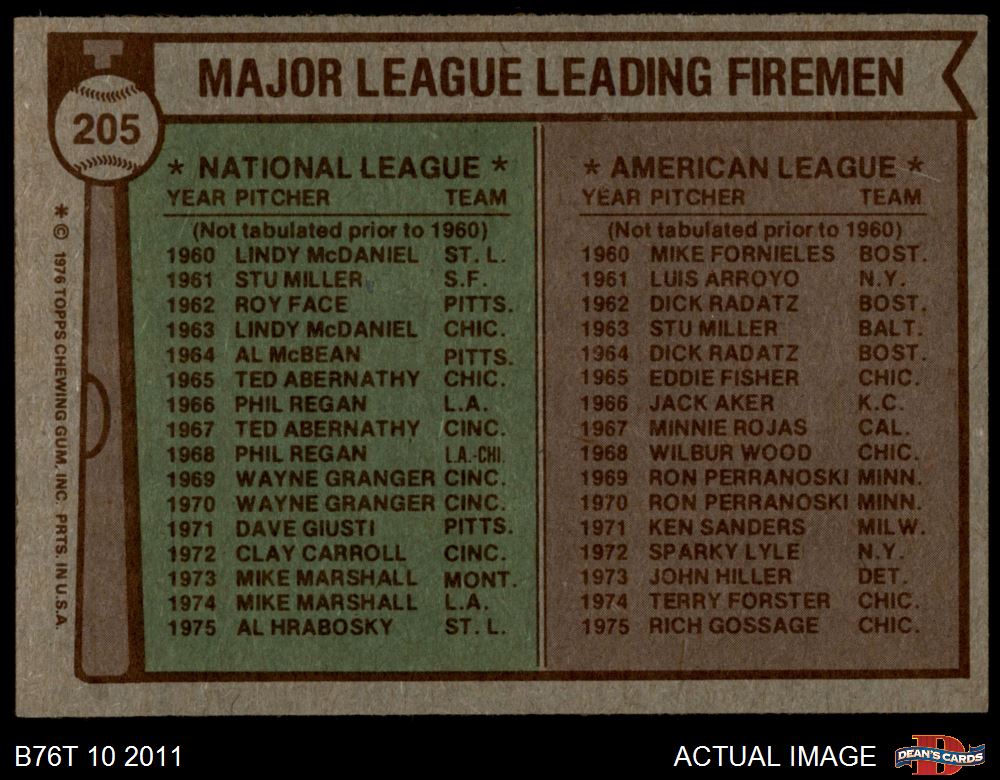 MAJOR LEAGUE LEADING FIREMEN
205
* NATIONAL LEAGUE *
YEAR PITCHER TEAM
(Not tabulated prior to 1960)
1960 LINDY McDANIEL ST. L.
1961 STU MILLER S.F.
1962 ROY FACE PITTS.
1963 LINDY McDANIEL CHIC.
1964 AL McBEAN PITTS.
1965 TED ABERNATHY CHIC.
1966 PHIL REGAN L.A.
1967 TED ABERNATHY CINC.
1968 PHIL REGAN L.A.-CHI.
1969 WAYNE GRANGER CINC.
1970 WAYNE GRANGER CINC.
1971 DAVE GIUSTI PITTS.
1972 CLAY CARROLL CINC.
1973 MIKE MARSHALL MONT.
1974 MIKE MARSHALL L.A.
1975 AL HRABOSKY ST. L.
* AMERICAN LEAGUE *
YEAR PITCHER TEAM
(Not tabulated prior to 1960)
1960 MIKE FORNIELES BOST.
1961 LUIS ARROYO N.Y.
1962 DICK RADATZ BOST.
1963 STU MILLER BALT.
1964 DICK RADATZ BOST.
1965 EDDIE FISHER CHIC.
1966 JACK AKER K.C.
1967 MINNIE ROJAS CAL.
1968 WILBUR WOOD CHIC.
1969 RON PERRANOSKI MINN.
1970 RON PERRANOSKI MINN.
1971 KEN SANDERS MILW.
1972 SPARKY LYLE N.Y.
1973 JOHN HILLER DET.
1974 TERRY FORSTER CHIC.
1975 RICH GOSSAGE CHIC.
* © 1976 TOPPS CHEWING GUM, INC. PRTS. IN U.S.A.
B76T 10 2011
ACTUAL IMAGE
DEAN'S CARDS